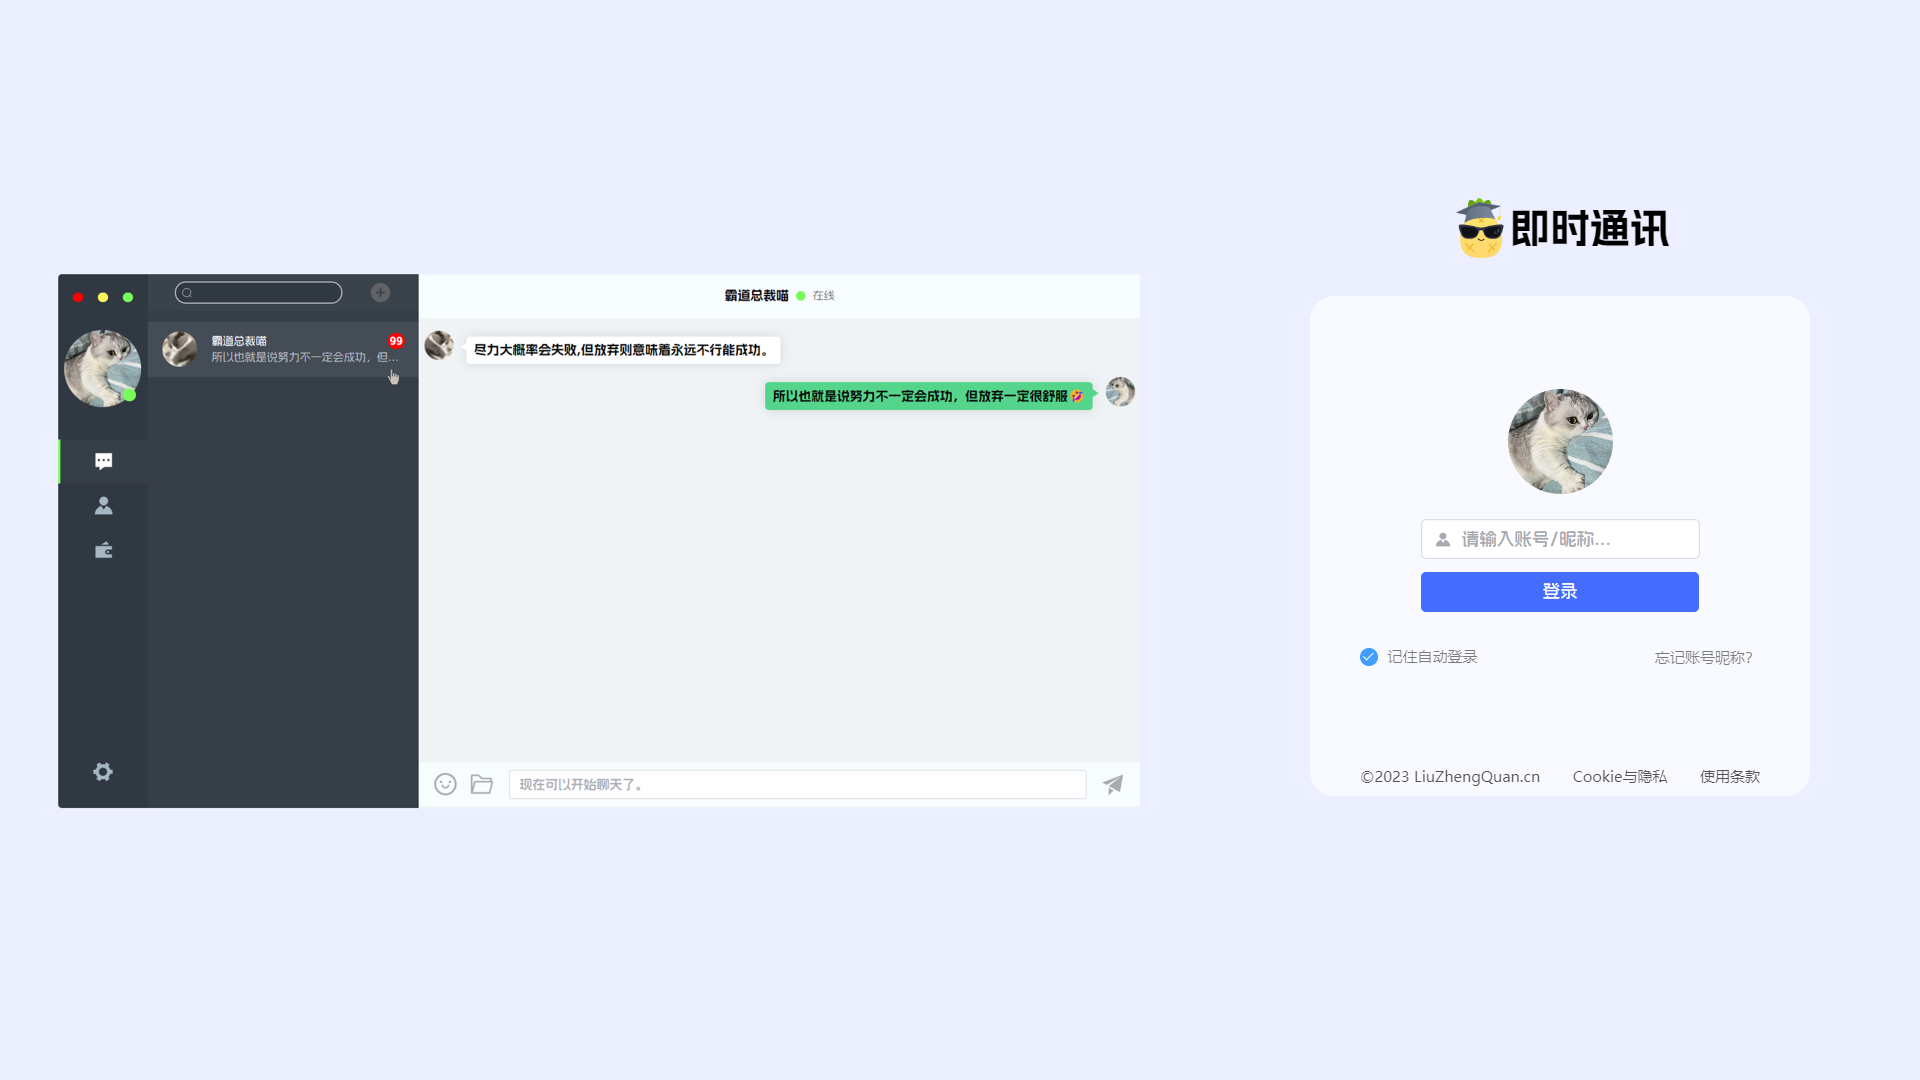 霸道总裁喵
99
所以也就是说努力不一定会成功，但...
霸道总裁喵 在线
尽力大概率会失败,但放弃则意味着永远不行能成功。
所以也就是说努力不一定会成功，但放弃一定很舒服🤣
现在可以开始聊天了。
即时通讯
请输入账号/昵称...
登录
记住自动登录
忘记账号昵称?
©2023 LiuZhengQuan.cn Cookie与隐私 使用条款